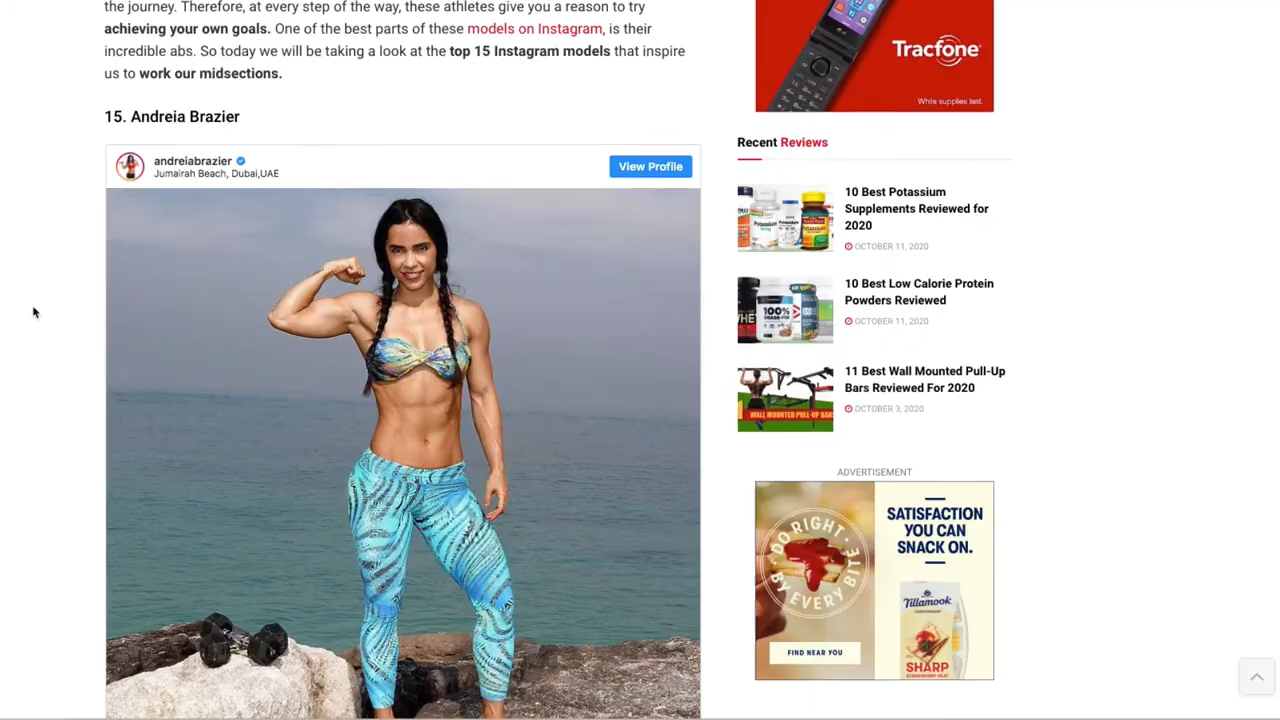 the journey. Therefore, at every step of the way, these athletes give you a reason to try
achieving your own goals. One of the best parts of these models on Instagram, is their
incredible abs. So today we will be taking a look at the top 15 Instagram models that inspire
us to work our midsections.
15. Andreia Brazier
andreiabrazier
Jumairah Beach, Dubai,UAE
View Profile
Tracfone
While supplies last.
Recent Reviews
10 Best Potassium
Supplements Reviewed for
2020
OCTOBER 11, 2020
10 Best Low Calorie Protein
Powders Reviewed
OCTOBER 11, 2020
100%
11 Best Wall Mounted Pull-Up
Bars Reviewed For 2020
OCTOBER 3, 2020
WALL MOUNTED PULL-UP BARS
ADVERTISEMENT
DO RIGHT
BY EVERY BITE
FIND NEAR YOU
SATISFACTION
YOU CAN
SNACK ON.
Tillamook
SHARP